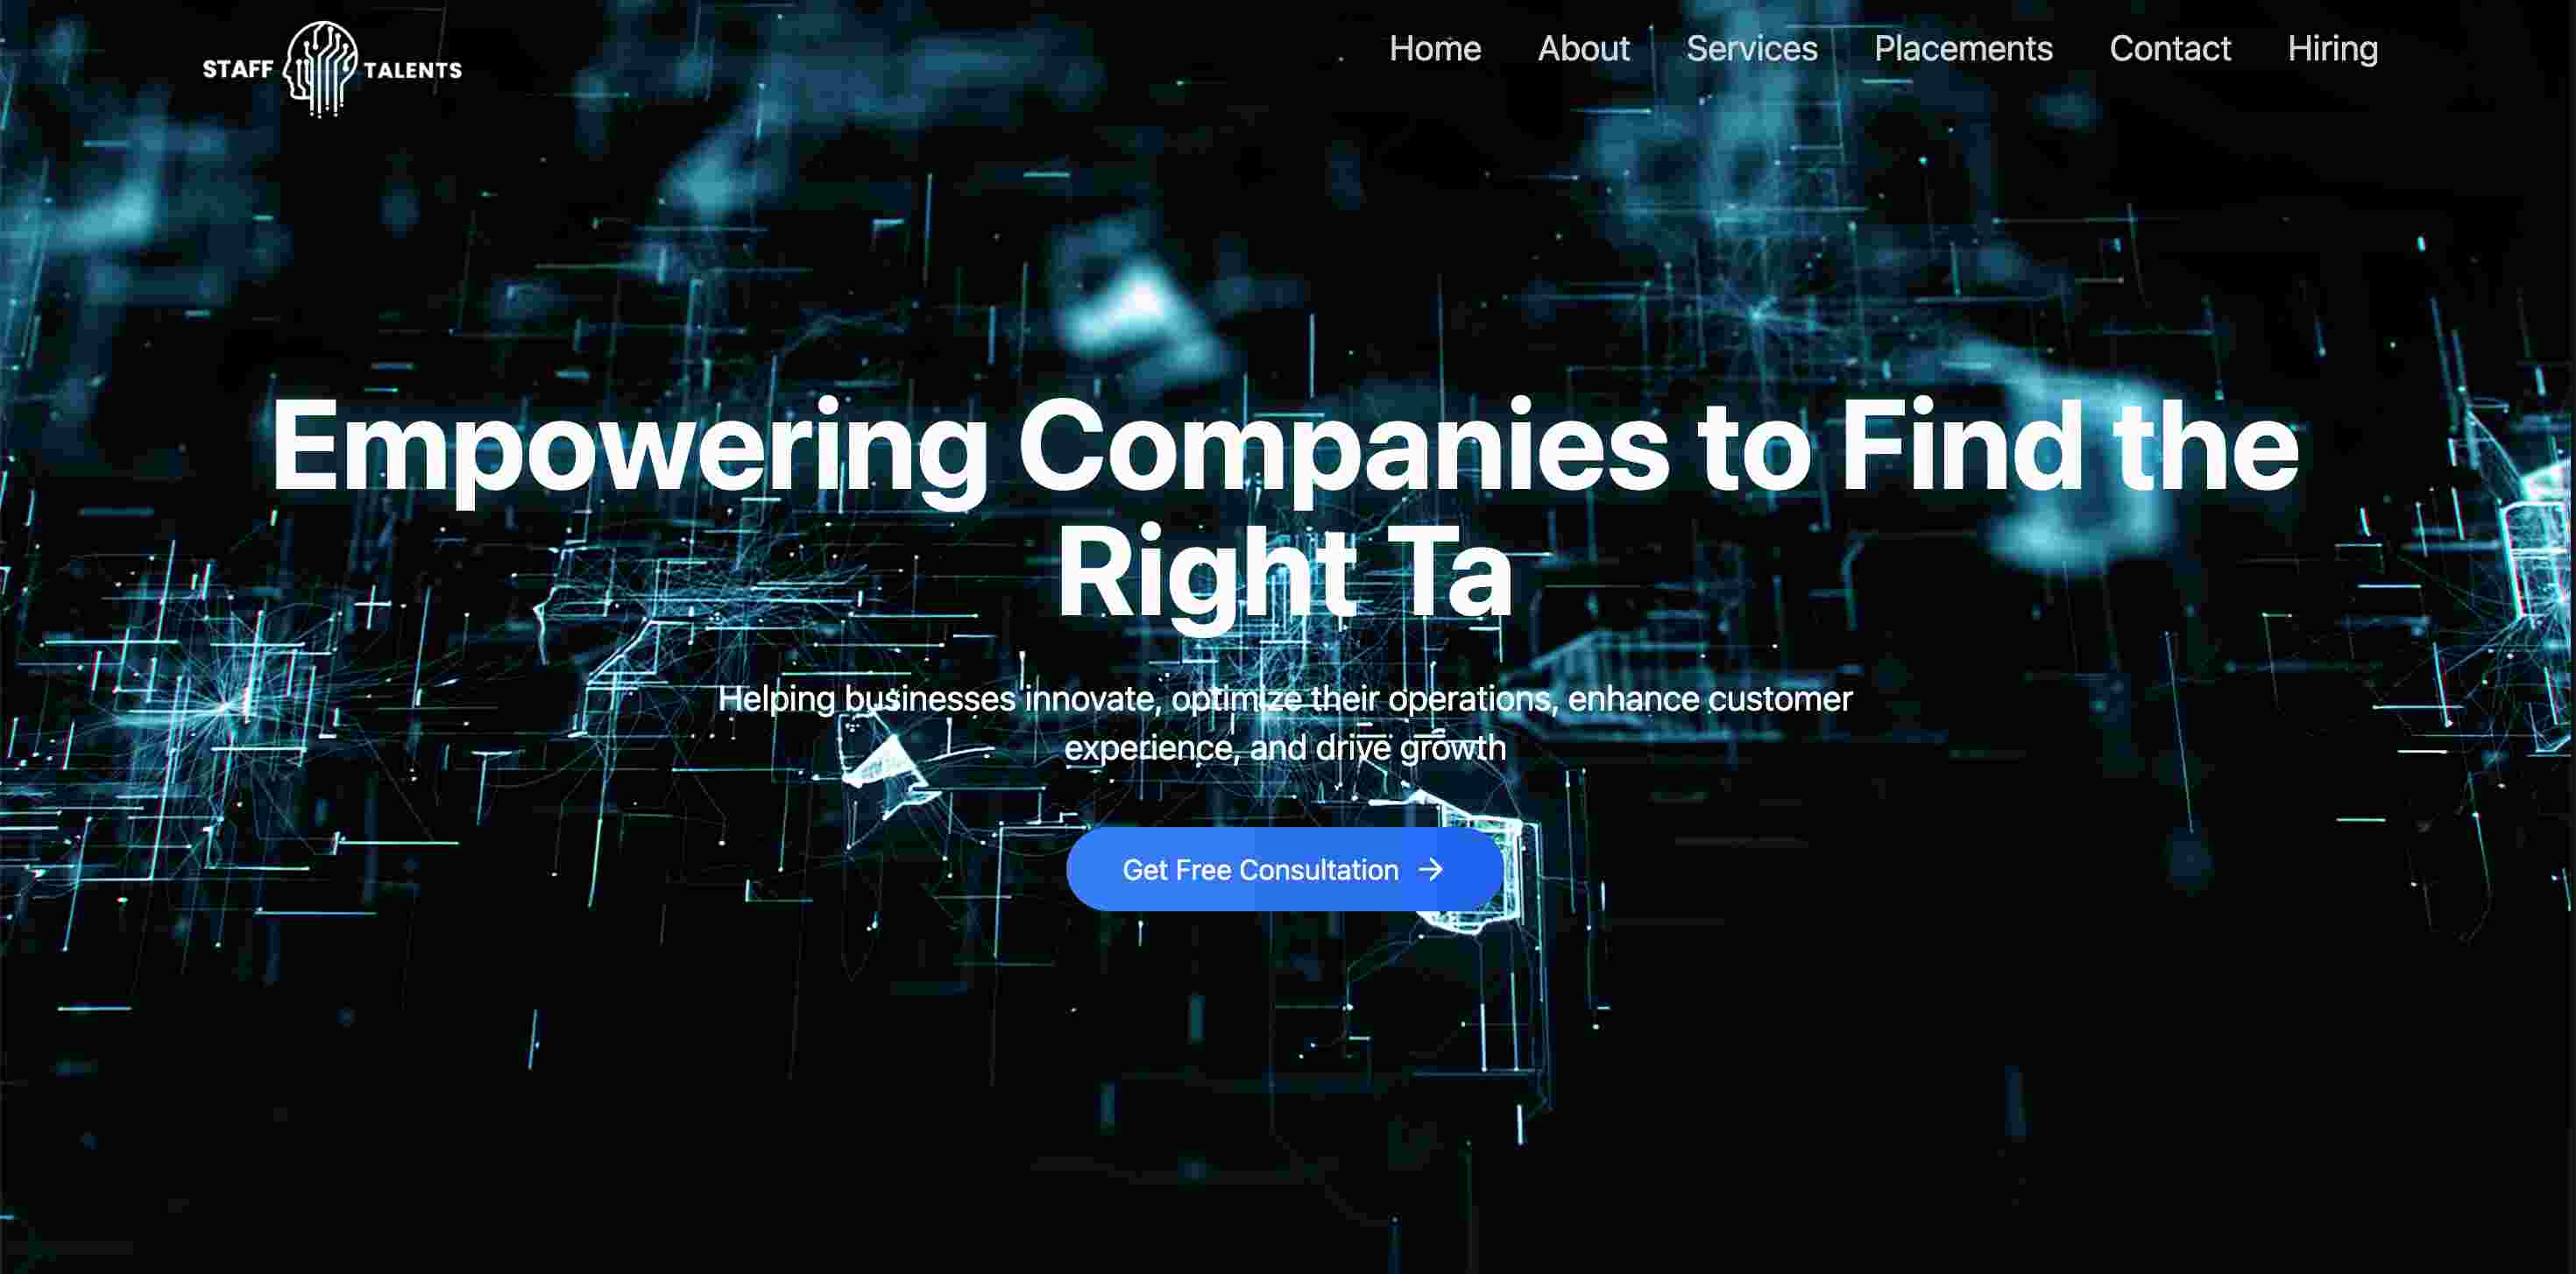 STAFF TALENTS
Home About Services Placements Contact Hiring
Empowering Companies to Find the
Right Ta
Helping businesses innovate, optimize their operations, enhance customer
experience, and drive growth
Get Free Consultation →